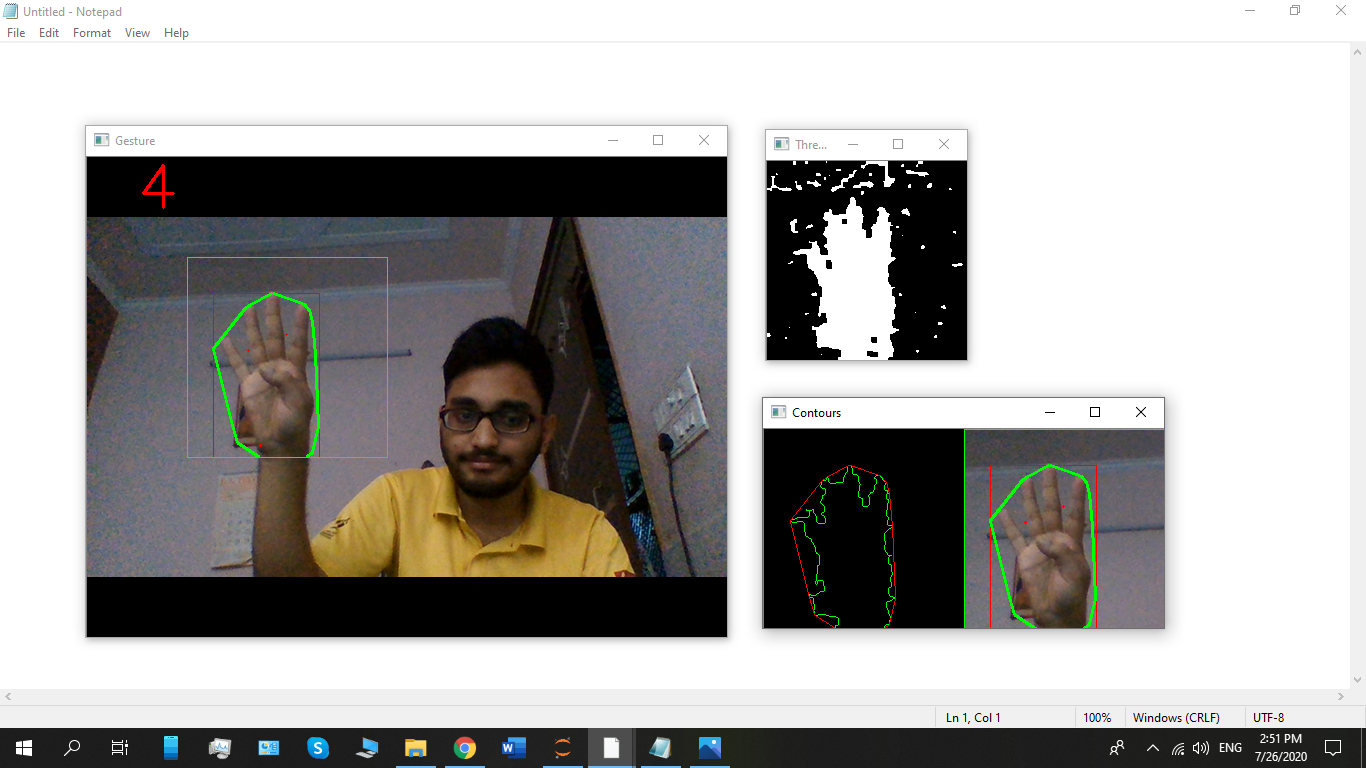 Untitled - Notepad
File Edit Format View Help
Gesture
4
Thre...
Contours
Ln 1, Col 1 100% Windows (CRLF) UTF-8
ENG
2:51 PM
7/26/2020